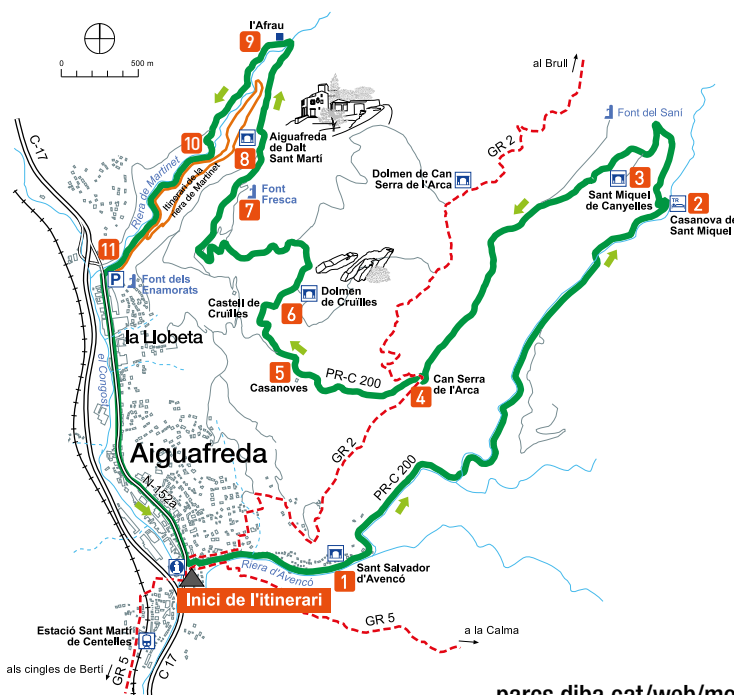 l'Afrau
9
0 500 m
al Brull
C-17
10
Aiguafreda
de Dalt
Sant Martí
8
Riera de Martinet
Itinerari de la
riera de Martinet
GR 2
Font del Saní
Dolmen de Can
Serra de l'Arca
3
Sant Miquel
de Canyelles
TR
2
Casanova de
Sant Miquel
Font
Fresca
7
11
P
Font dels
Enamorats
Dolmen
de Cruïlles
6
Castell de
Cruïlles
la Llobeta
el Congost
5
Casanoves
PR-C 200
Can Serra
de l'Arca
4
GR 2
Aiguafreda
N-152a
PR-C 200
i
Riera d'Avencó
Sant Salvador
d'Avencó
1
Inici de l'itinerari
GR 5
a la Calma
Estació Sant Martí
de Centelles
als cingles de Bertí
GR 5
C 17